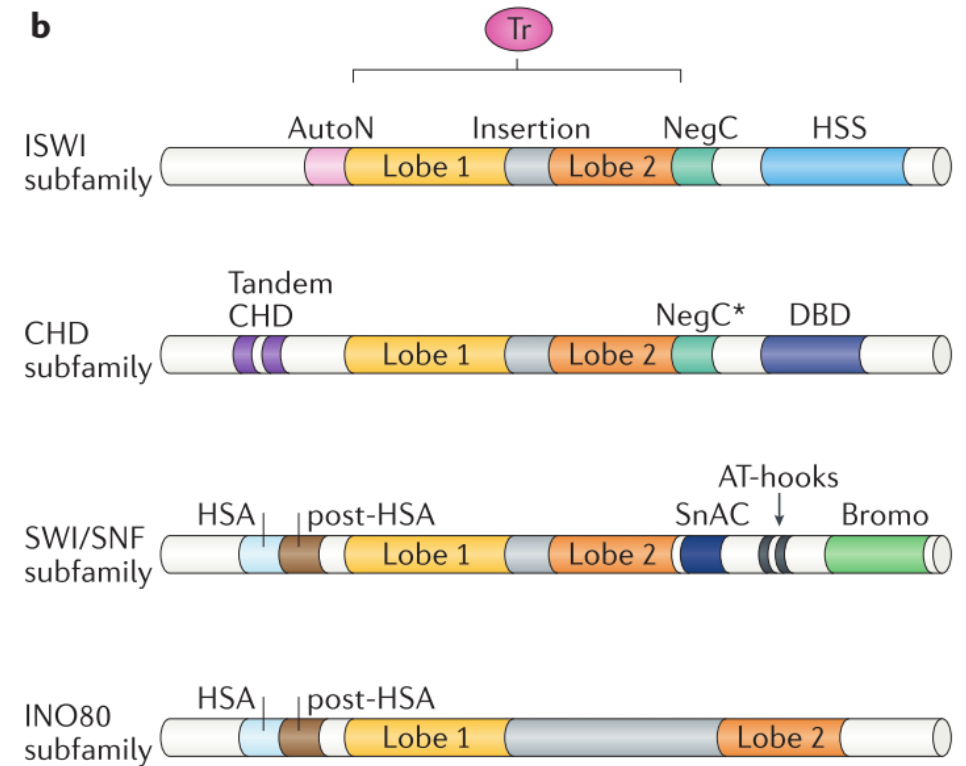 b
Tr
AutoN Insertion NegC HSS
ISWI
subfamily
Lobe 1 Lobe 2
Tandem
CHD
NegC* DBD
CHD
subfamily
Lobe 1 Lobe 2
AT-hooks
HSA post-HSA SnAC Bromo
SWI/SNF
subfamily
Lobe 1 Lobe 2
HSA post-HSA
INO80
subfamily
Lobe 1 Lobe 2